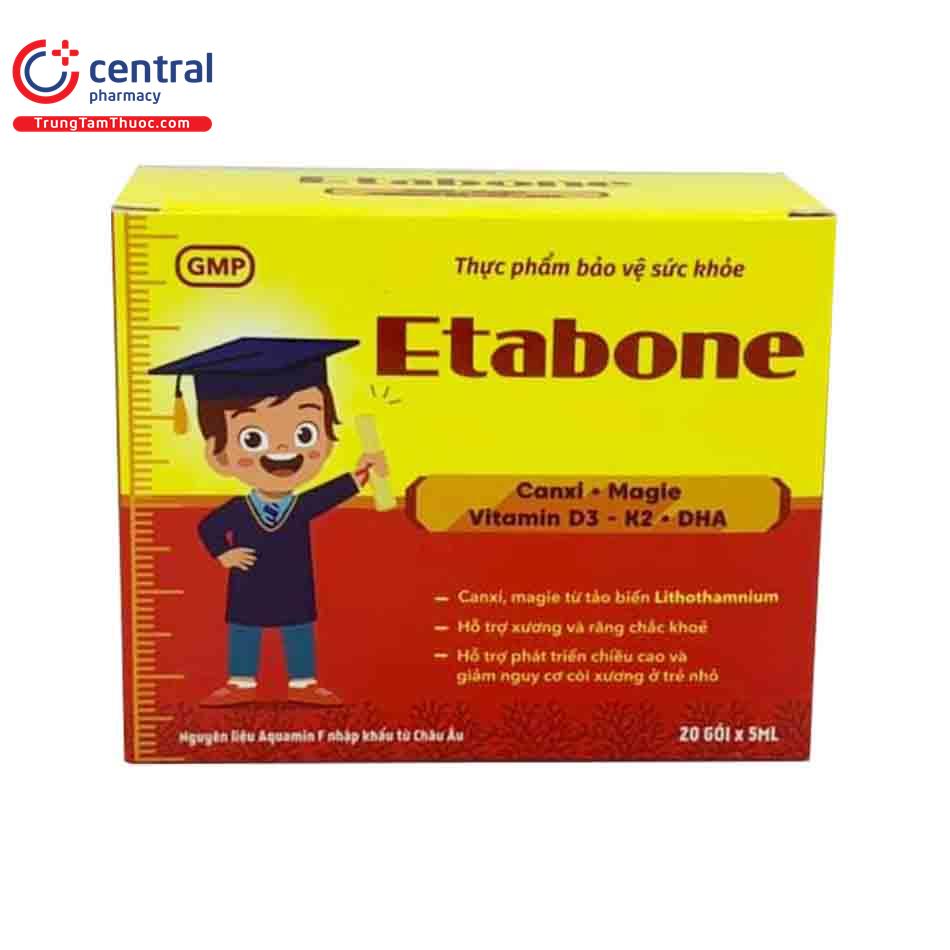 central
pharmacy
TrungTamThuoc.com
Etabone
GMP
Thực phẩm bảo vệ sức khỏe
Etabone
Canxi • Magie
Vitamin D3 - K2 • DHA
– Canxi, magie từ tảo biển Lithothamnium
– Hỗ trợ xương và răng chắc khoẻ
– Hỗ trợ phát triển chiều cao và
giảm nguy cơ còi xương ở trẻ nhỏ
Nguyên liệu Aquamin F nhập khẩu từ Châu Âu
20 GÓI x 5ML